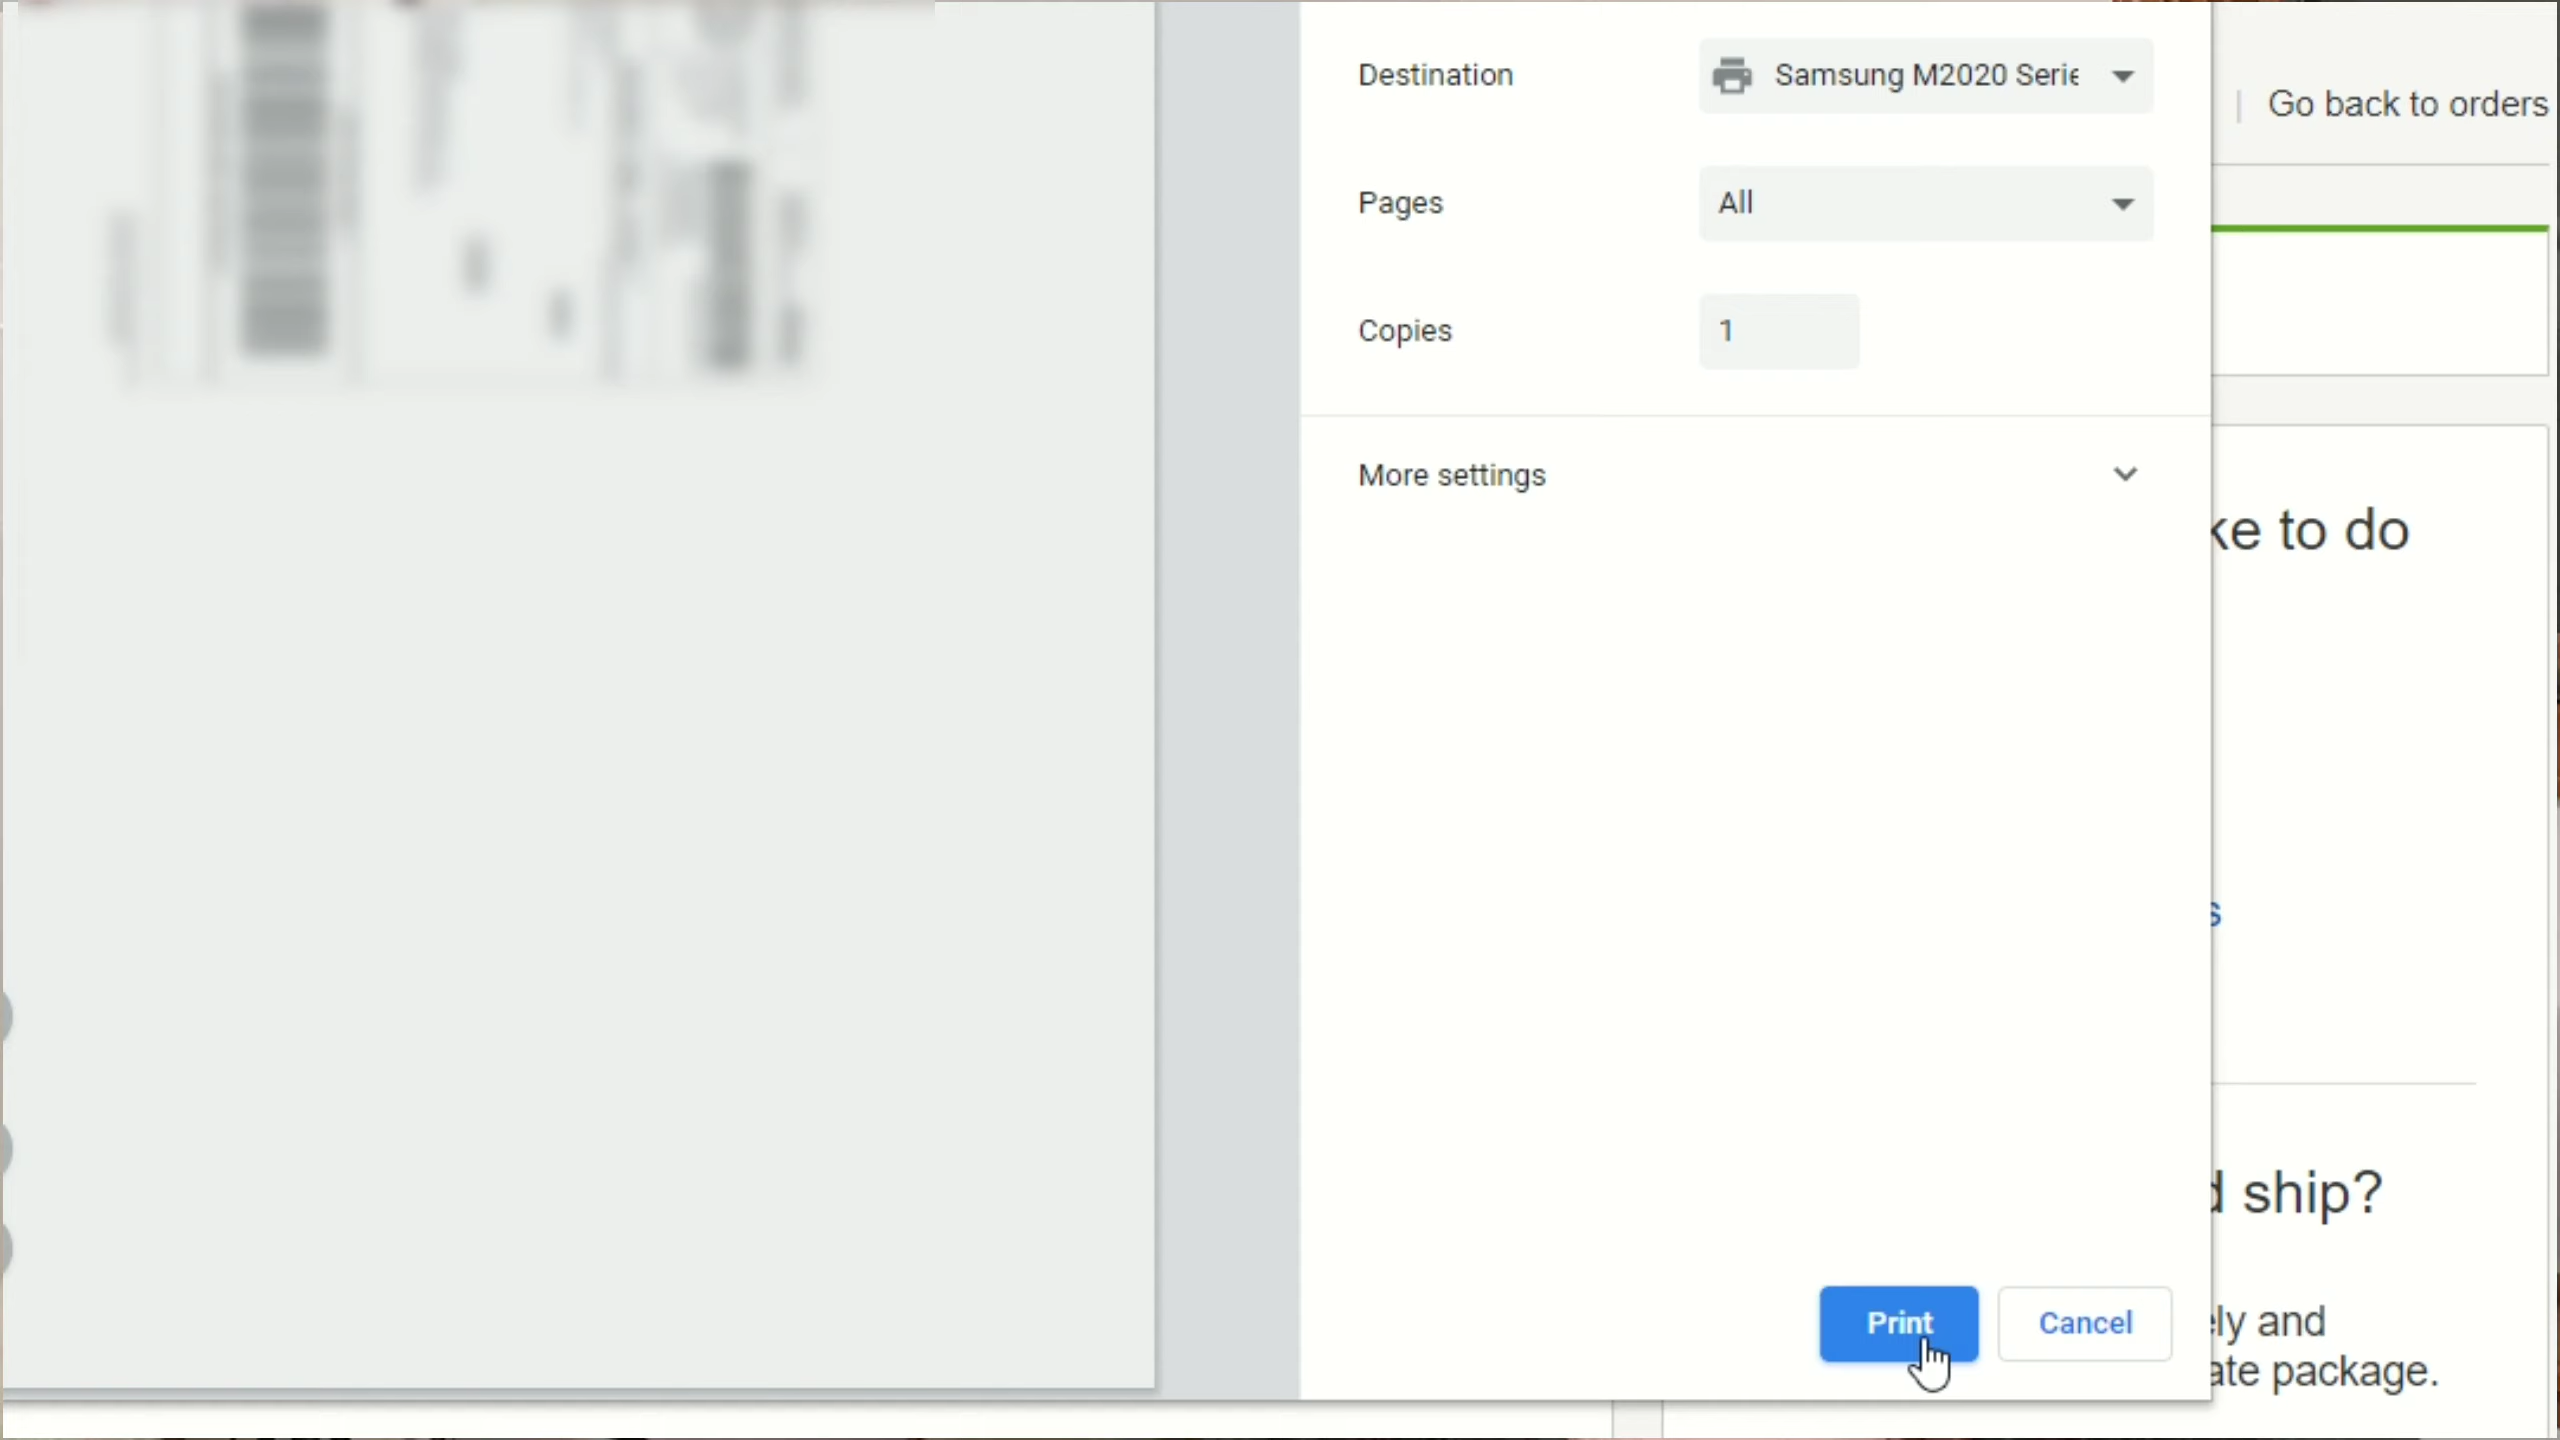 Destination
Samsung M2020 Serie
Go back to orders
Pages
All
Copies
1
More settings
ke to do
s
d ship?
Print
Cancel
ely and
ate package.